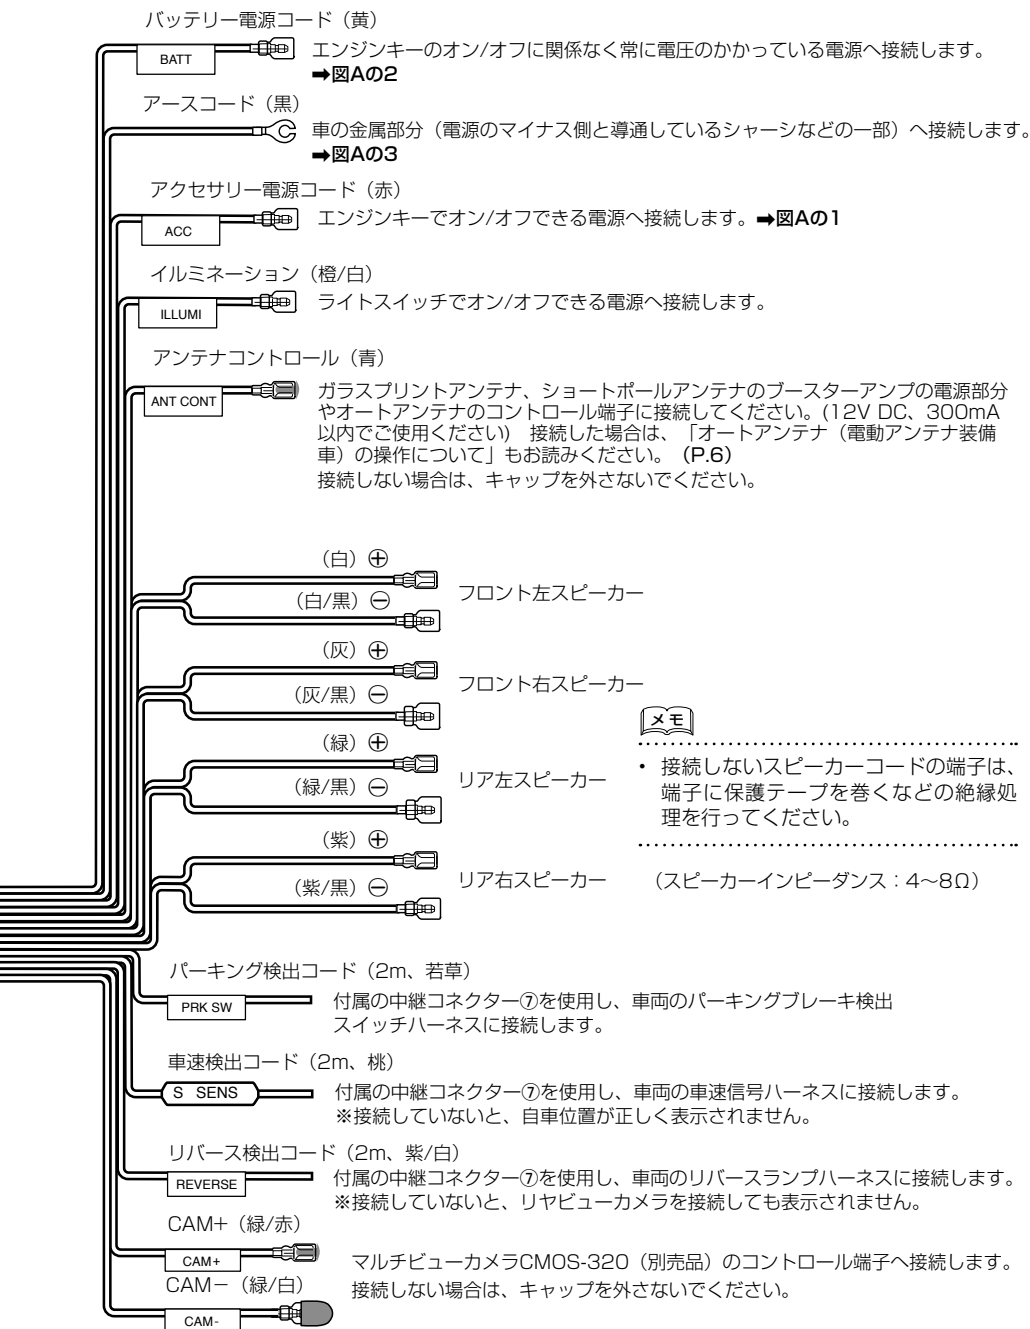 バッテリー電源コード（黄）
BATT
エンジンキーのオン/オフに関係なく常に電圧のかかっている電源へ接続します。
➡図Aの2
アースコード（黒）
車の金属部分（電源のマイナス側と導通しているシャーシなどの一部）へ接続します。
➡図Aの3
アクセサリー電源コード（赤）
ACC
エンジンキーでオン/オフできる電源へ接続します。➡図Aの1
イルミネーション（橙/白）
ILLUMI
ライトスイッチでオン/オフできる電源へ接続します。
アンテナコントロール（青）
ANT CONT
ガラスプリントアンテナ、ショートポールアンテナのブースターアンプの電源部分
やオートアンテナのコントロール端子に接続してください。(12V DC、300mA
以内でご使用ください)　接続した場合は、「オートアンテナ（電動アンテナ装備
車）の操作について」もお読みください。（P.6）
接続しない場合は、キャップを外さないでください。
（白）⊕
（白/黒）⊖
フロント左スピーカー
（灰）⊕
（灰/黒）⊖
フロント右スピーカー
（緑）⊕
（緑/黒）⊖
リア左スピーカー
（紫）⊕
（紫/黒）⊖
リア右スピーカー
メモ
・ 接続しないスピーカーコードの端子は、
端子に保護テープを巻くなどの絶縁処
理を行ってください。
（スピーカーインピーダンス：4〜8Ω）
パーキング検出コード（2m、若草）
PRK SW
付属の中継コネクター⑦を使用し、車両のパーキングブレーキ検出
スイッチハーネスに接続します。
車速検出コード（2m、桃）
S SENS
付属の中継コネクター⑦を使用し、車両の車速信号ハーネスに接続します。
※接続していないと、自車位置が正しく表示されません。
リバース検出コード（2m、紫/白）
REVERSE
付属の中継コネクター⑦を使用し、車両のリバースランプハーネスに接続します。
※接続していないと、リヤビューカメラを接続しても表示されません。
CAM+（緑/赤）
CAM+
CAM−（緑/白）
CAM-
マルチビューカメラCMOS-320（別売品）のコントロール端子へ接続します。
接続しない場合は、キャップを外さないでください。